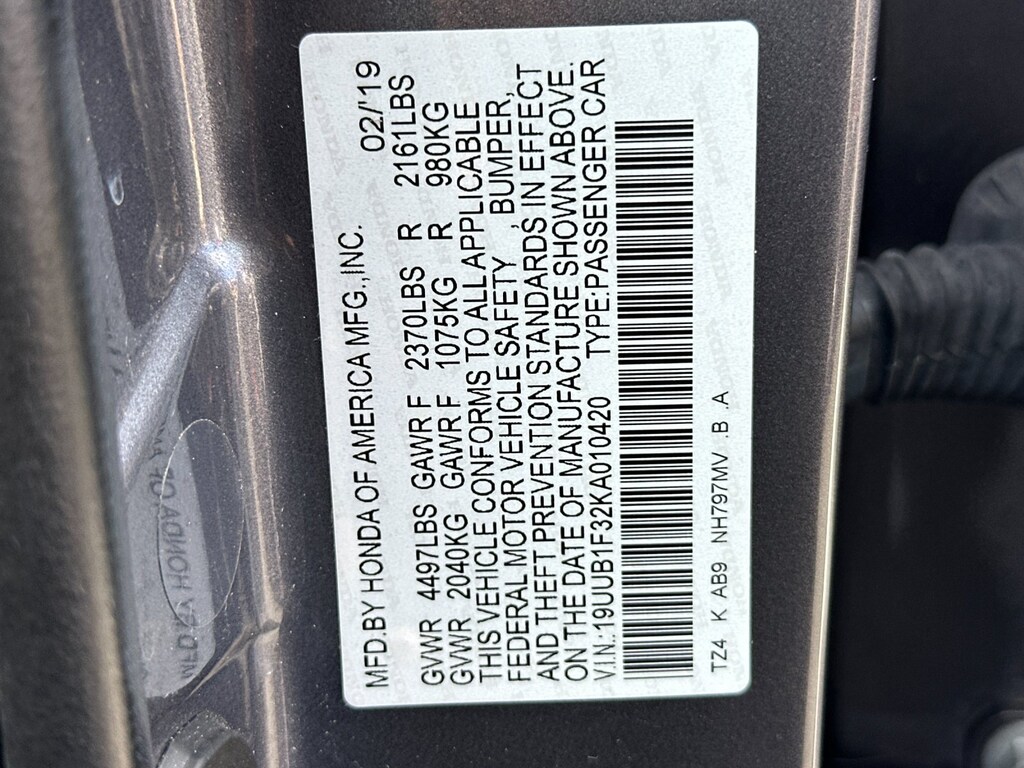 MFD.BY HONDA OF AMERICA MFG.,INC. 02/'19
GVWR 4497LBS GAWR F 2370LBS R 2161LBS
GVWR 2040KG GAWR F 1075KG R 980KG
THIS VEHICLE CONFORMS TO ALL APPLICABLE
FEDERAL MOTOR VEHICLE SAFETY, BUMPER,
AND THEFT PREVENTION STANDARDS IN EFFECT
ON THE DATE OF MANUFACTURE SHOWN ABOVE.
V.I.N.:19UUB1F32KA010420 TYPE:PASSENGER CAR
TZ4 K AB9 NH797MV .B .A